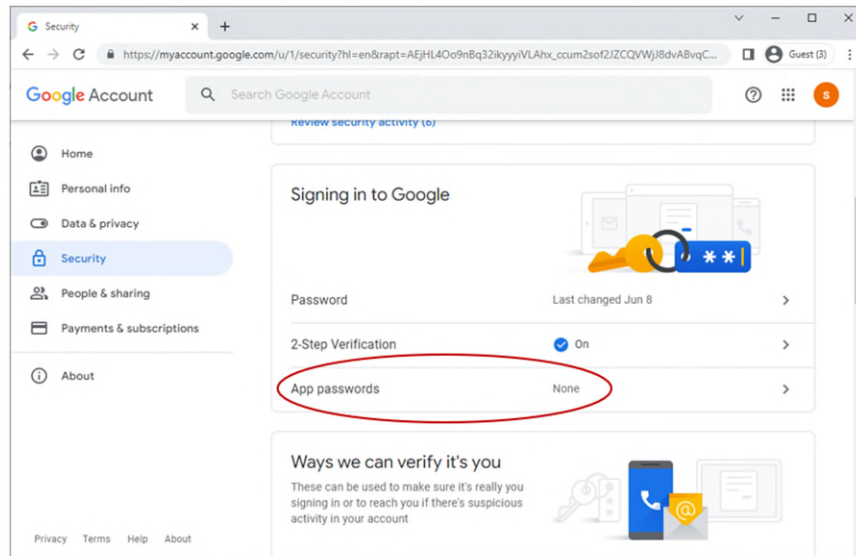 Security
https://myaccount.google.com/u/1/security?hl=en&rapt=AEjHL4Oo9nBq32ikyyyiVLAhx_ccum2sof2JZCQVWjJ8dvABvqC...
Guest (3)
Google Account
Search Google Account
s
Review security activity (6)
Home
Personal info
Data & privacy
Security
People & sharing
Payments & subscriptions
About
Signing in to Google
Password Last changed Jun 8
2-Step Verification On
App passwords None
Ways we can verify it's you
These can be used to make sure it's really you
signing in or to reach you if there's suspicious
activity in your account
Privacy Terms Help About